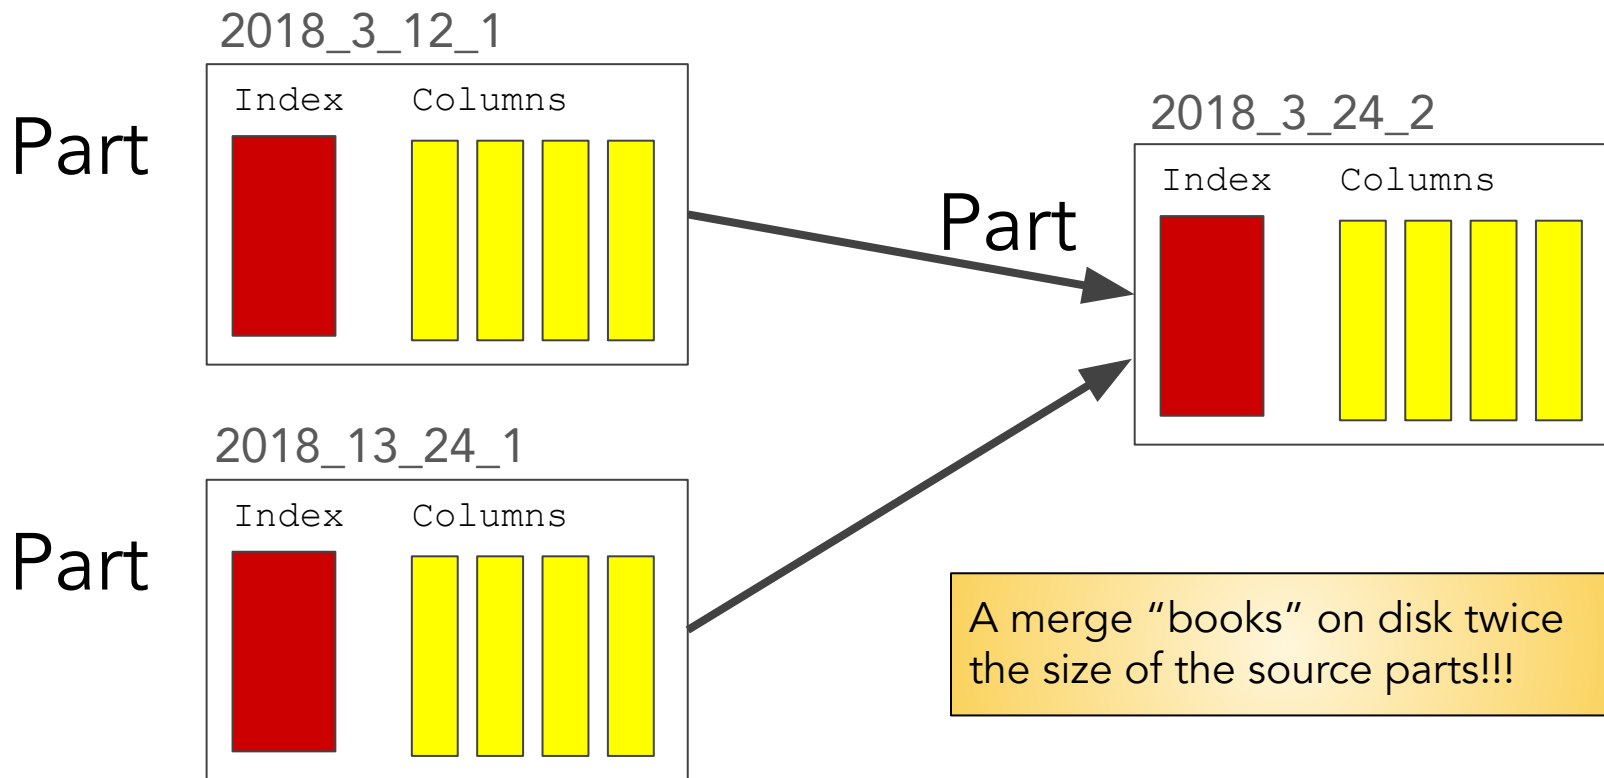 2018_3_12_1
Part
Index Columns
2018_3_24_2
Part
Index Columns
2018_13_24_1
Part
Index Columns
A merge “books” on disk twice
the size of the source parts!!!